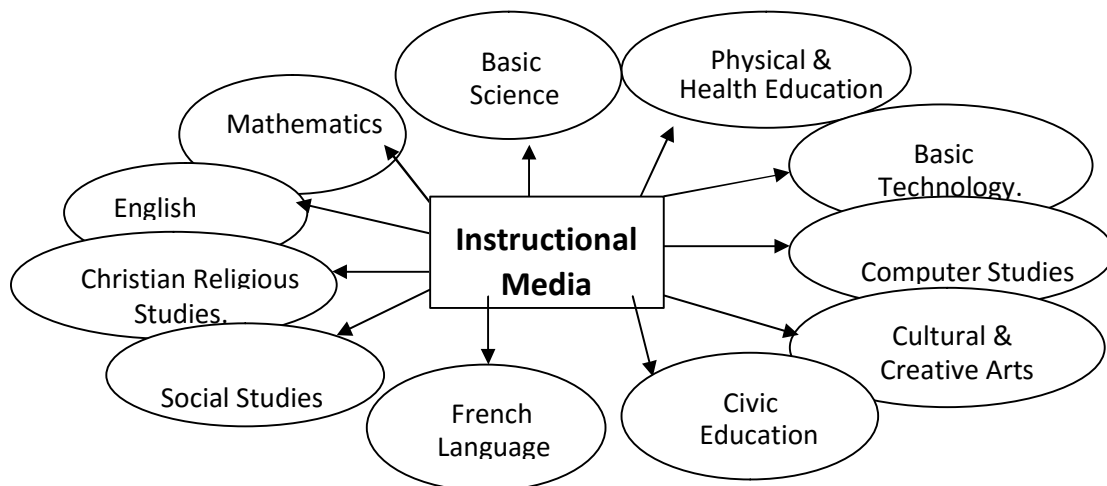 Basic
Science
Physical &
Health Education
Mathematics
Basic
Technology.
English
Instructional
Media
Christian Religious
Studies.
Computer Studies
Social Studies
Cultural &
Creative Arts
French
Language
Civic
Education